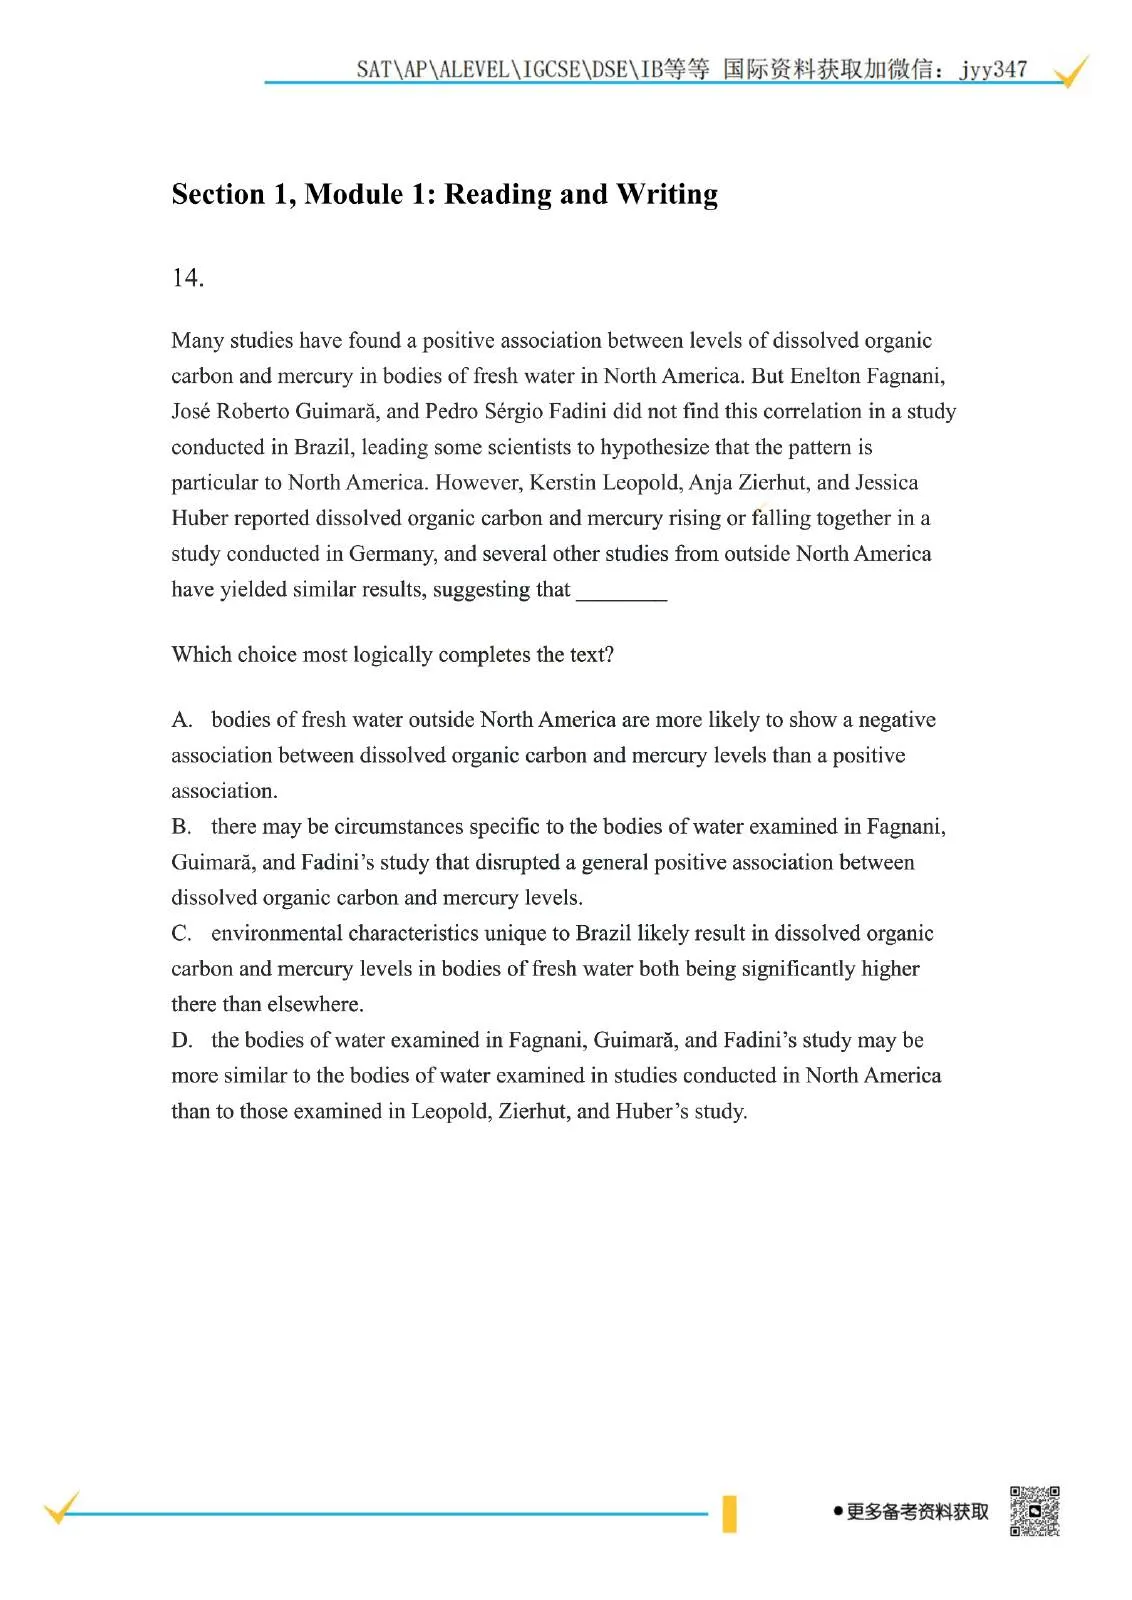 SAT\AP\ALEVEL\IGCSE\DSE\IB等等 国际资料获取加微信：jyy347
Section 1, Module 1: Reading and Writing
14.
Many studies have found a positive association between levels of dissolved organic
carbon and mercury in bodies of fresh water in North America. But Enelton Fagnani,
José Roberto Guimară, and Pedro Sérgio Fadini did not find this correlation in a study
conducted in Brazil, leading some scientists to hypothesize that the pattern is
particular to North America. However, Kerstin Leopold, Anja Zierhut, and Jessica
Huber reported dissolved organic carbon and mercury rising or falling together in a
study conducted in Germany, and several other studies from outside North America
have yielded similar results, suggesting that ________
Which choice most logically completes the text?
A. bodies of fresh water outside North America are more likely to show a negative
association between dissolved organic carbon and mercury levels than a positive
association.
B. there may be circumstances specific to the bodies of water examined in Fagnani,
Guimară, and Fadini’s study that disrupted a general positive association between
dissolved organic carbon and mercury levels.
C. environmental characteristics unique to Brazil likely result in dissolved organic
carbon and mercury levels in bodies of fresh water both being significantly higher
there than elsewhere.
D. the bodies of water examined in Fagnani, Guimară, and Fadini’s study may be
more similar to the bodies of water examined in studies conducted in North America
than to those examined in Leopold, Zierhut, and Huber’s study.
●更多备考资料获取